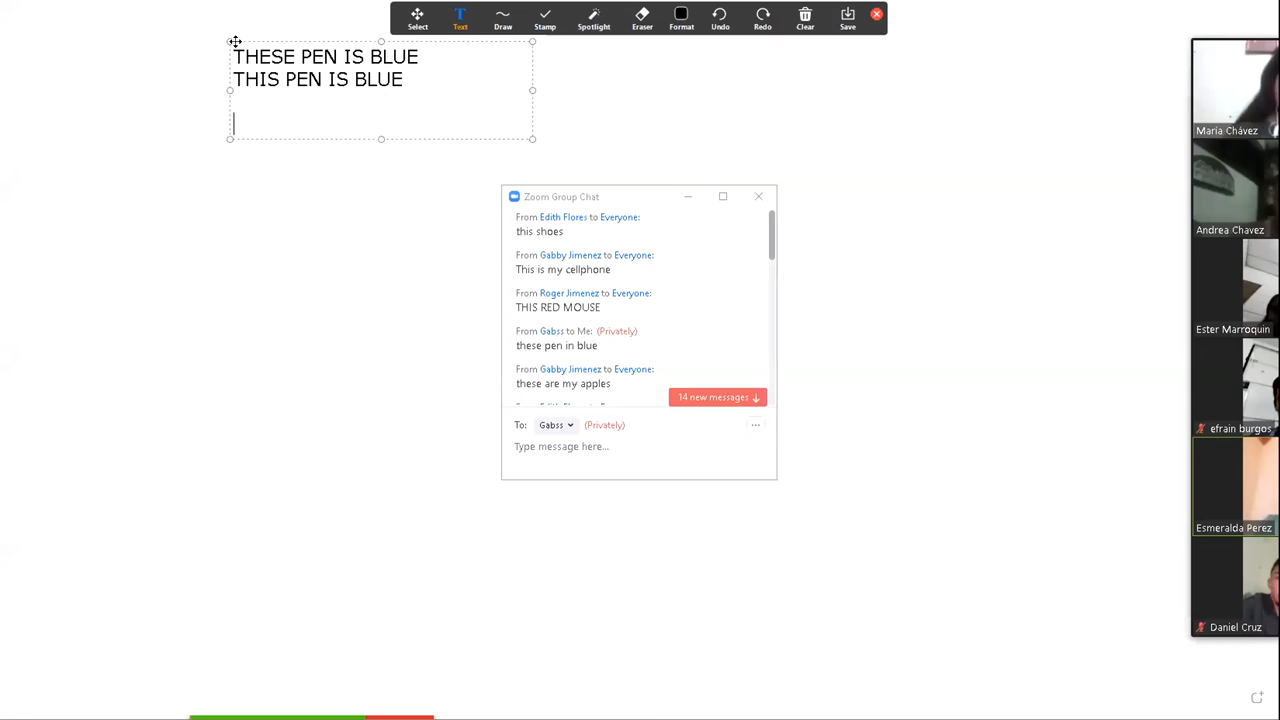 Select Text Draw Stamp Spotlight Eraser Format Undo Redo Clear Save
THESE PEN IS BLUE
THIS PEN IS BLUE
Zoom Group Chat
From Edith Flores to Everyone:
this shoes
From Gabby Jimenez to Everyone:
This is my cellphone
From Roger Jimenez to Everyone:
THIS RED MOUSE
From Gabss to Me: (Privately)
these pen in blue
From Gabby Jimenez to Everyone:
these are my apples
14 new messages
To: Gabss (Privately)
Type message here...
María Chávez
Andrea Chavez
Ester Marroquin
efrain burgos
Esmeralda Perez
Daniel Cruz